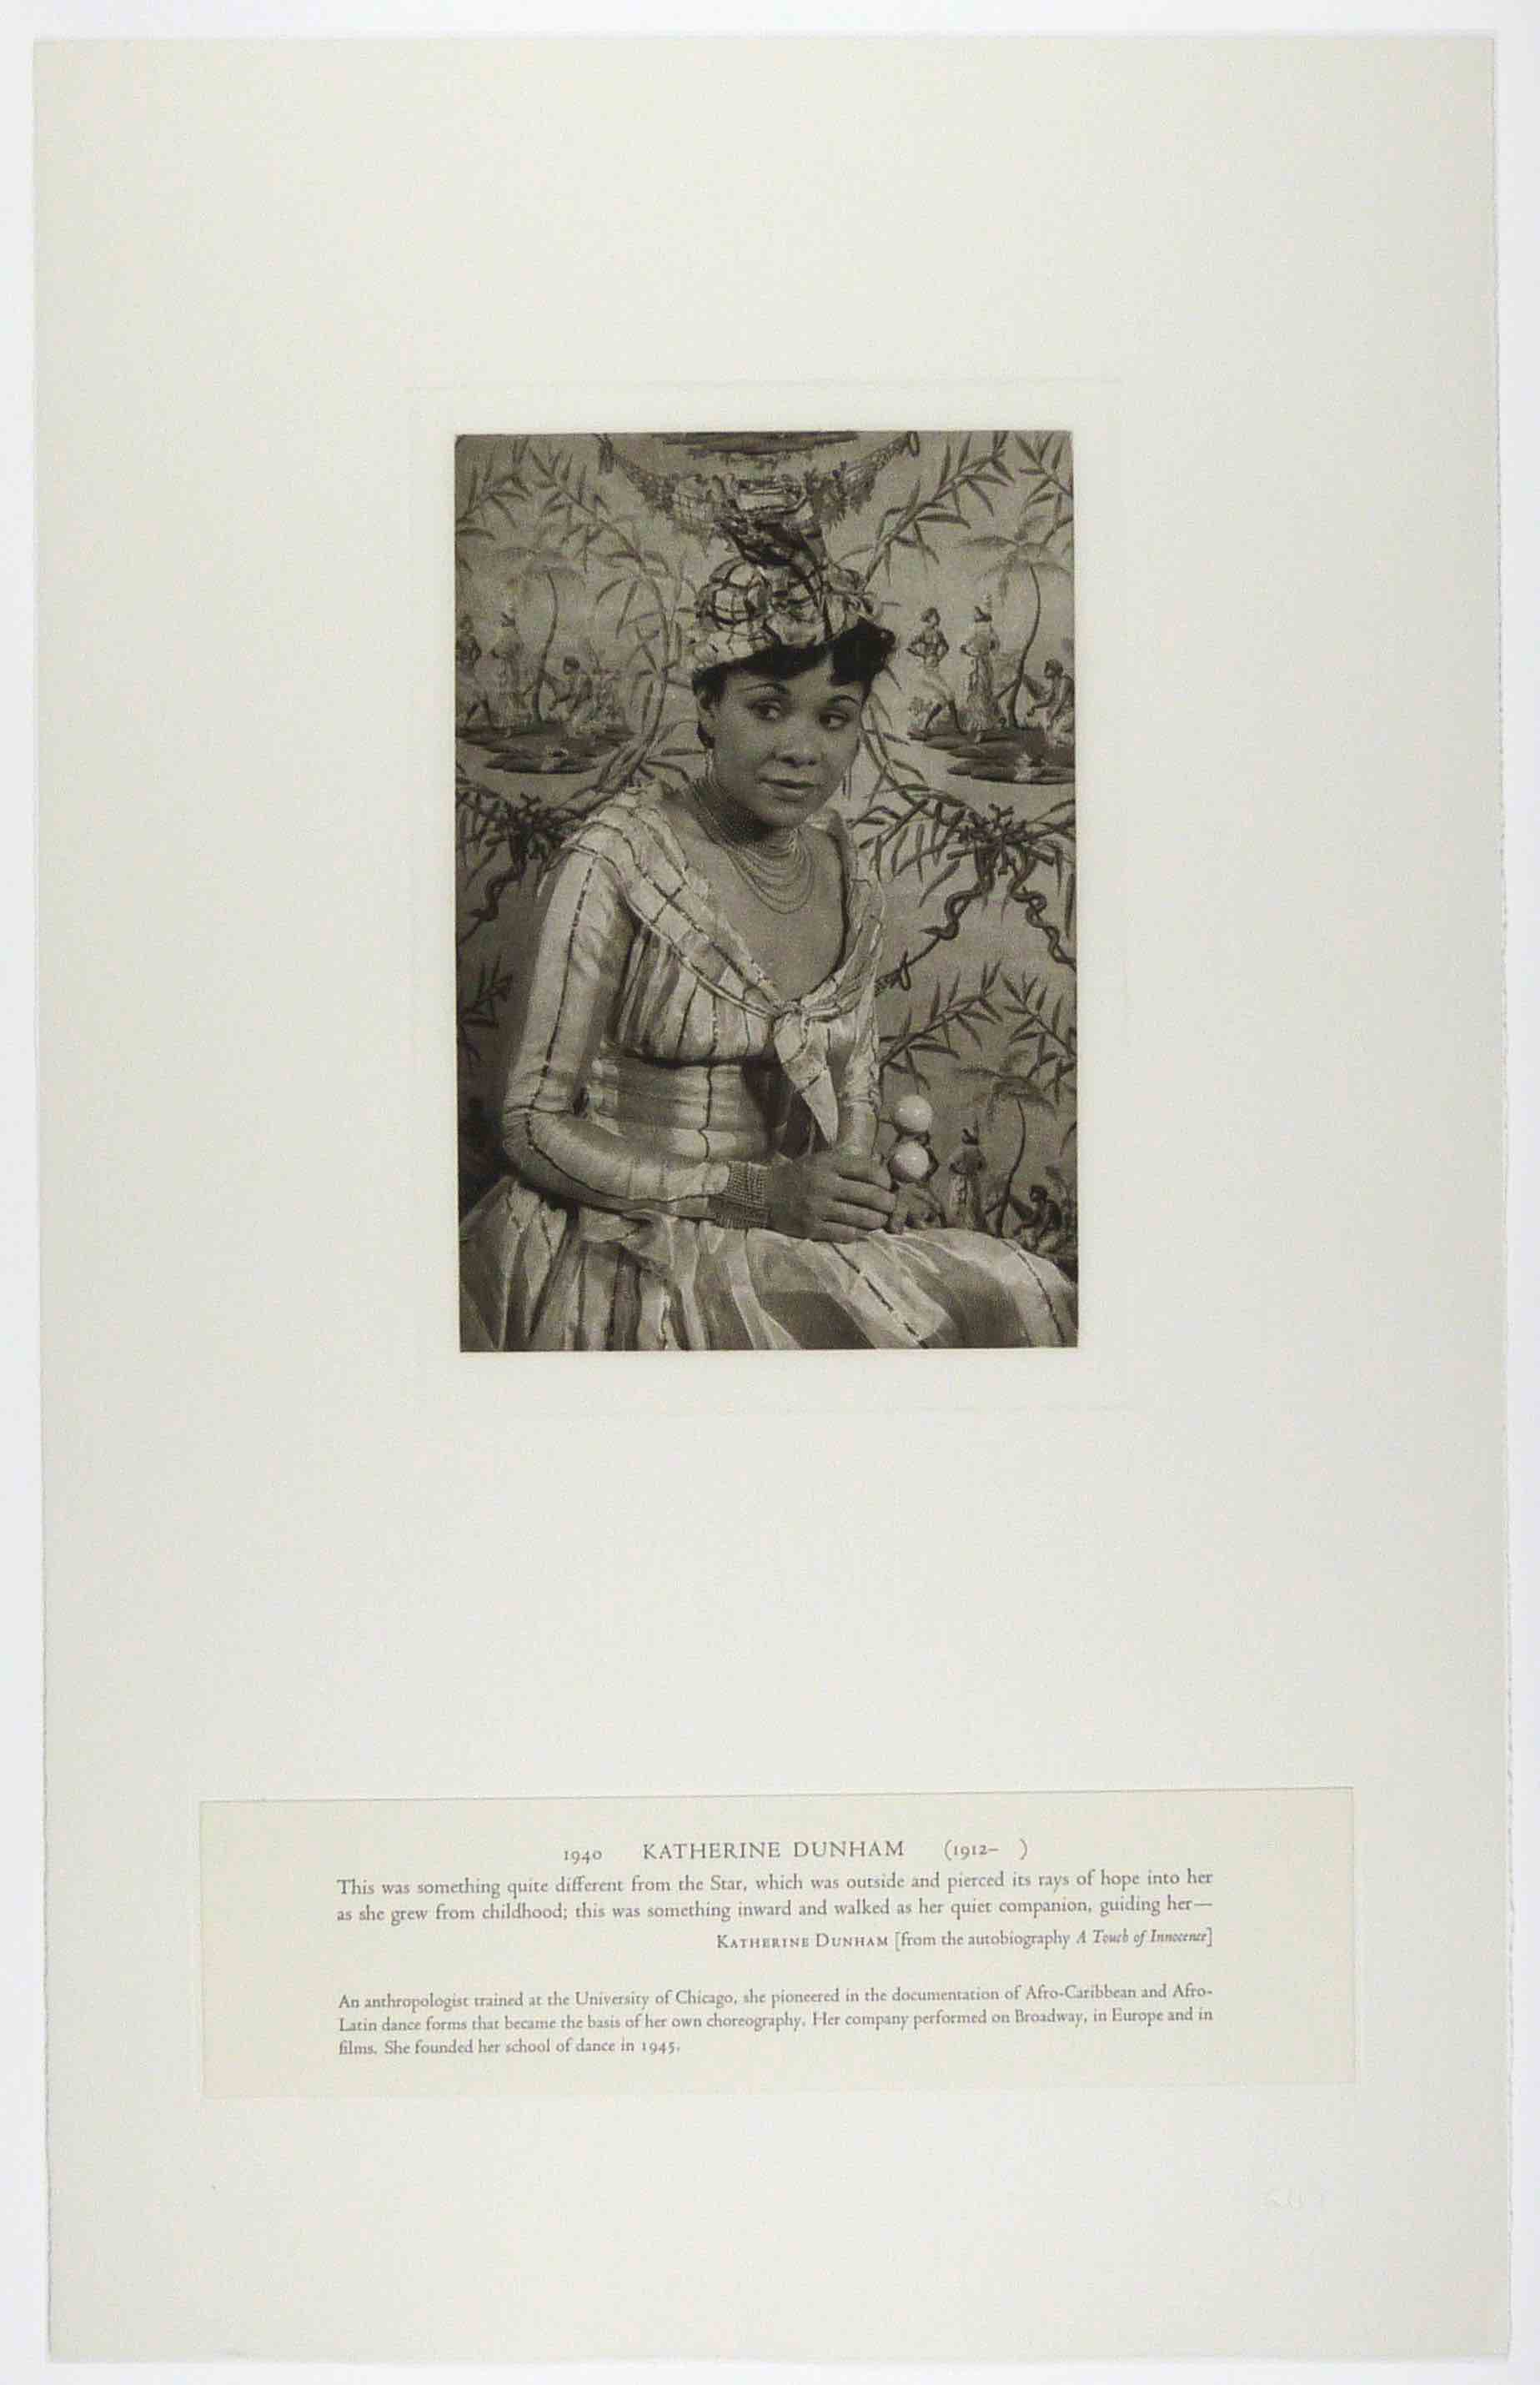 1940 KATHERINE DUNHAM (1912– )
This was something quite different from the Star, which was outside and pierced its rays of hope into her
as she grew from childhood; this was something inward and walked as her quiet companion, guiding her—
KATHERINE DUNHAM [from the autobiography A Touch of Innocence]
An anthropologist trained at the University of Chicago, she pioneered in the documentation of Afro-Caribbean and Afro-
Latin dance forms that became the basis of her own choreography. Her company performed on Broadway, in Europe and in
films. She founded her school of dance in 1945.